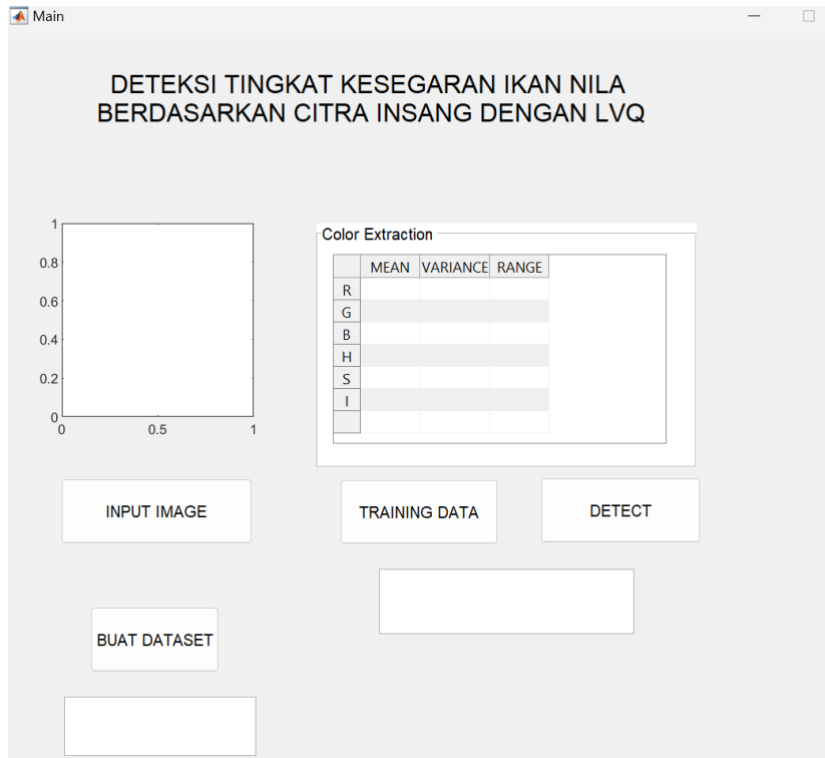 Main
DETEKSI TINGKAT KESEGARAN IKAN NILA
BERDASARKAN CITRA INSANG DENGAN LVQ
1
0.8
0.6
0.4
0.2
0
0 0.5 1
Color Extraction
MEAN VARIANCE RANGE
R
G
B
H
S
I
INPUT IMAGE
TRAINING DATA
DETECT
BUAT DATASET